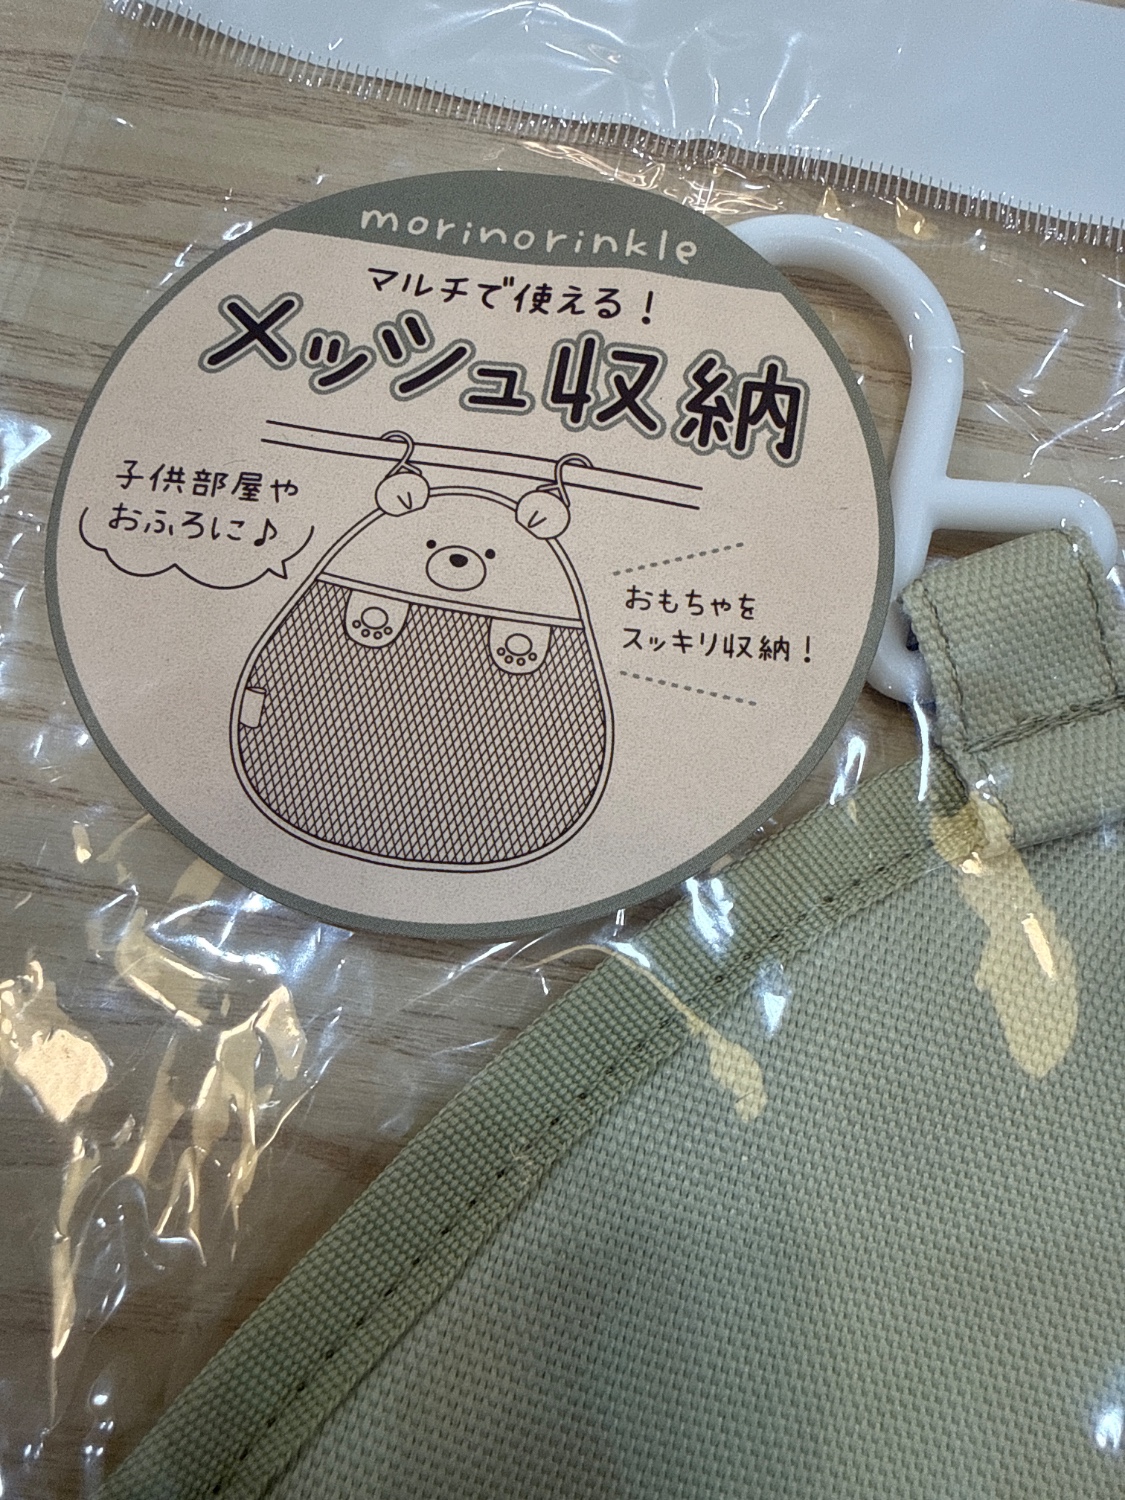 morinorinkle
マルチで使える！
メッシュ収納
子供部屋や
おふろに♪
おもちゃを
スッキリ収納！